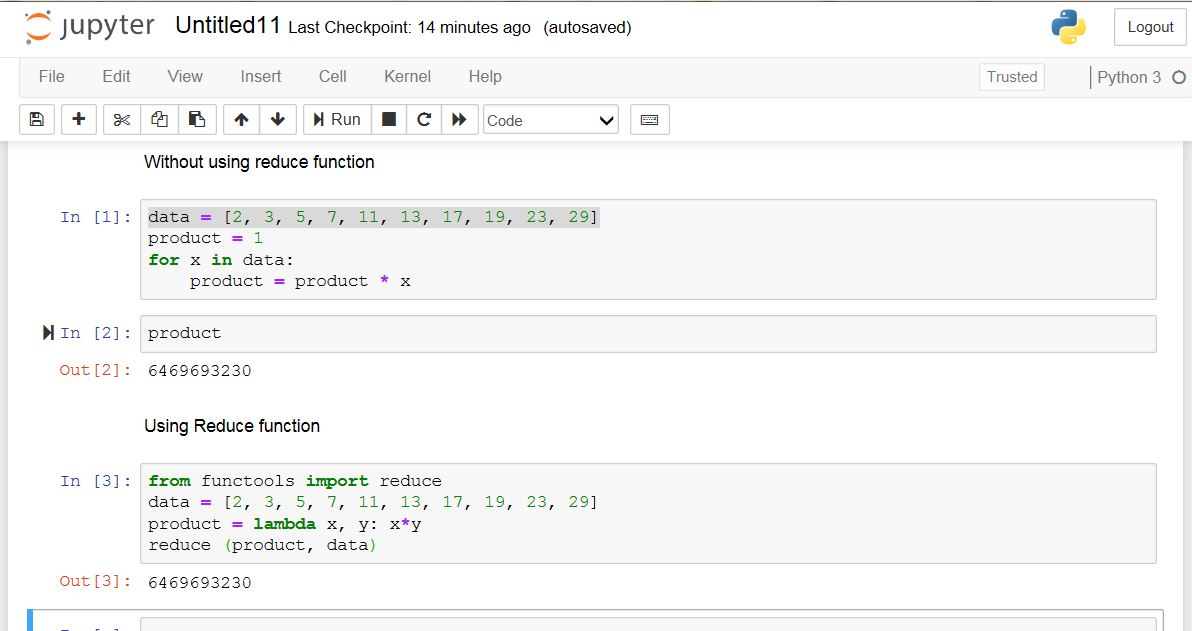 jupyter Untitled11 Last Checkpoint: 14 minutes ago (autosaved) Logout
File Edit View Insert Cell Kernel Help Trusted Python 3
Run Code
Without using reduce function
In [1]: data = [2, 3, 5, 7, 11, 13, 17, 19, 23, 29]
product = 1
for x in data:
    product = product * x
In [2]: product
Out[2]: 6469693230
Using Reduce function
In [3]: from functools import reduce
data = [2, 3, 5, 7, 11, 13, 17, 19, 23, 29]
product = lambda x, y: x*y
reduce (product, data)
Out[3]: 6469693230